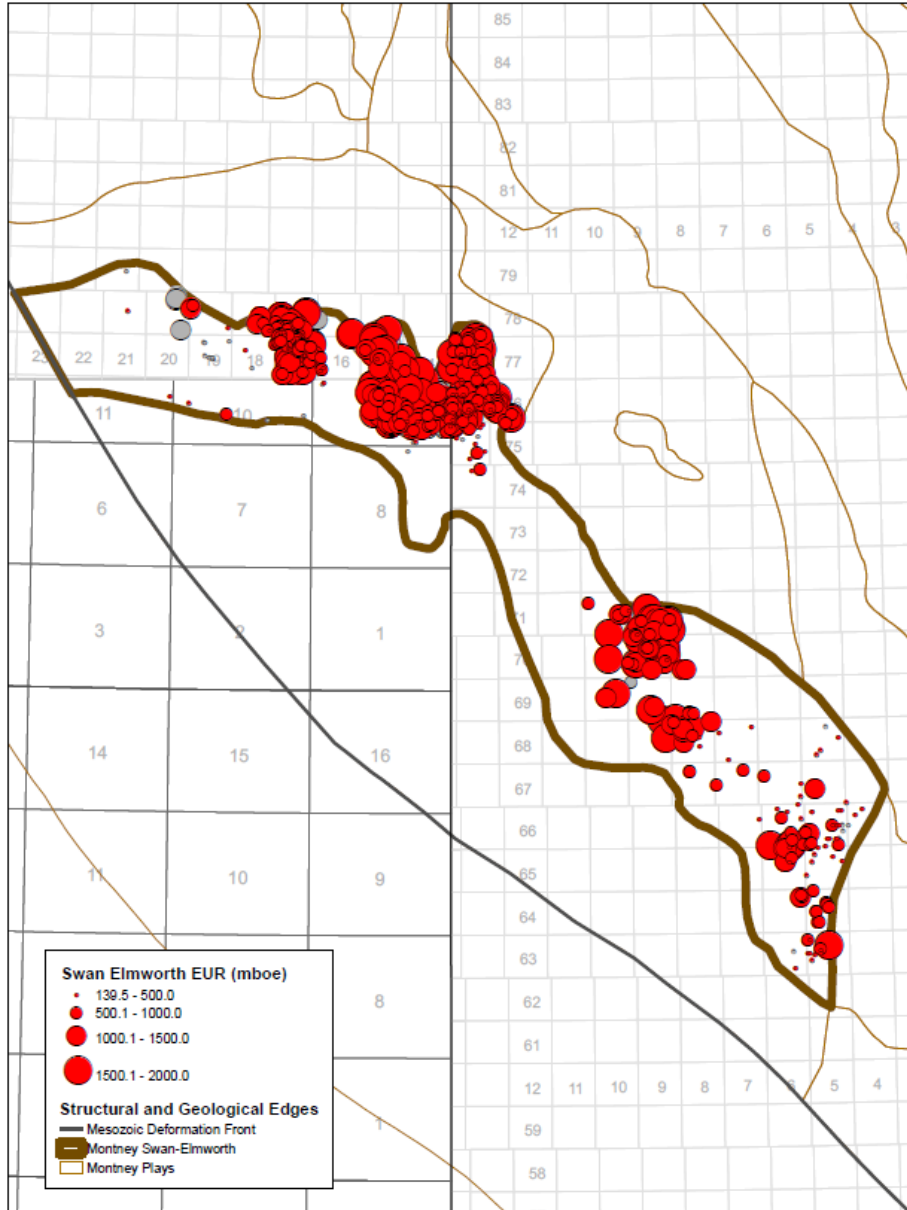 85
84
83
82
81
12 11 10 9 8 7 6 5 4 3
79
78
77
23 22 21 20 19 18 16
11 10
75
6 7 8 74
73
72
71
3 2 1
70
69
14 15 16 68
67
66
11 10 9 65
64
63
8 62
61
12 11 10 9 8 7 6 5 4
1 59
58
Swan Elmworth EUR (mboe)
139.5 - 500.0
500.1 - 1000.0
1000.1 - 1500.0
1500.1 - 2000.0
Structural and Geological Edges
Mesozoic Deformation Front
Montney Swan-Elmworth
Montney Plays